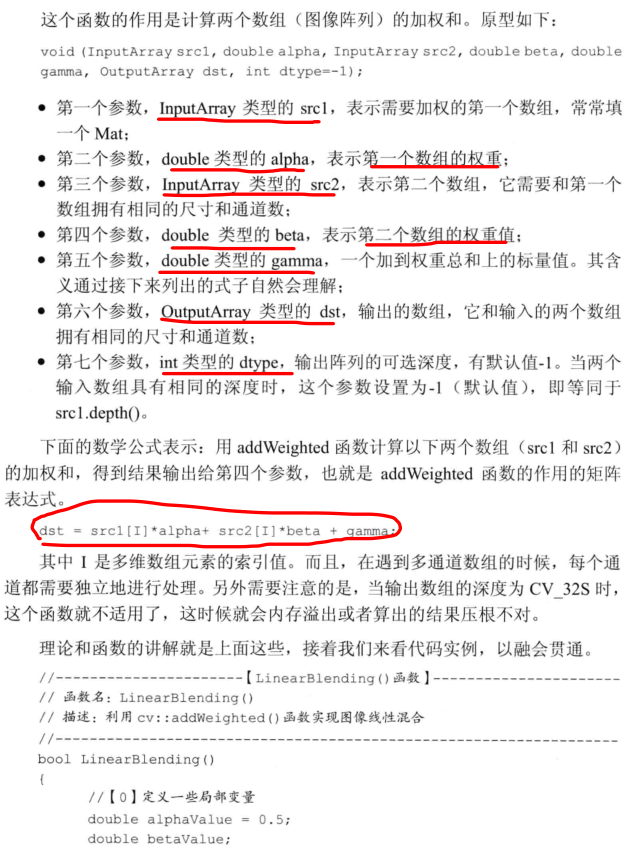 这个函数的作用是计算两个数组（图像阵列）的加权和。原型如下：
void (InputArray src1, double alpha, InputArray src2, double beta, double
gamma, OutputArray dst, int dtype=-1);
● 第一个参数，InputArray 类型的 src1，表示需要加权的第一个数组，常常填
一个 Mat；
● 第二个参数，double 类型的 alpha，表示第一个数组的权重；
● 第三个参数，InputArray 类型的 src2，表示第二个数组，它需要和第一个
数组拥有相同的尺寸和通道数；
● 第四个参数，double 类型的 beta，表示第二个数组的权重值；
● 第五个参数，double 类型的 gamma，一个加到权重总和上的标量值。其含
义通过接下来列出的式子自然会理解；
● 第六个参数，OutputArray 类型的 dst，输出的数组，它和输入的两个数组
拥有相同的尺寸和通道数；
● 第七个参数，int 类型的 dtype，输出阵列的可选深度，有默认值-1。当两个
输入数组具有相同的深度时，这个参数设置为-1（默认值），即等同于
src1.depth()。
下面的数学公式表示：用 addWeighted 函数计算以下两个数组（src1 和 src2）
的加权和，得到结果输出给第四个参数，也就是 addWeighted 函数的作用的矩阵
表达式。
dst = src1[I]*alpha+ src2[I]*beta + gamma;
其中 I 是多维数组元素的索引值。而且，在遇到多通道数组的时候，每个通
道都需要独立地进行处理。另外需要注意的是，当输出数组的深度为 CV_32S 时，
这个函数就不适用了，这时候就会内存溢出或者算出的结果压根不对。
理论和函数的讲解就是上面这些，接着我们来看代码实例，以融会贯通。
//----------------------【LinearBlending()函数】----------------------
// 函数名：LinearBlending()
// 描述：利用 cv::addWeighted()函数实现图像线性混合
//--------------------------------------------------------------------
bool LinearBlending()
{
//【0】定义一些局部变量
double alphaValue = 0.5;
double betaValue;